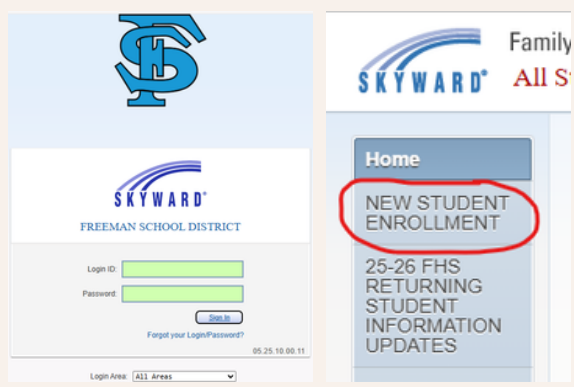 SKYWARD®
FREEMAN SCHOOL DISTRICT
Login ID:
Password:
Sign In
Forgot your Login/Password?
05.25.10.00.11
Login Area: All Areas
SKYWARD®
Family
All
Home
NEW STUDENT
ENROLLMENT
25-26 FHS
RETURNING
STUDENT
INFORMATION
UPDATES